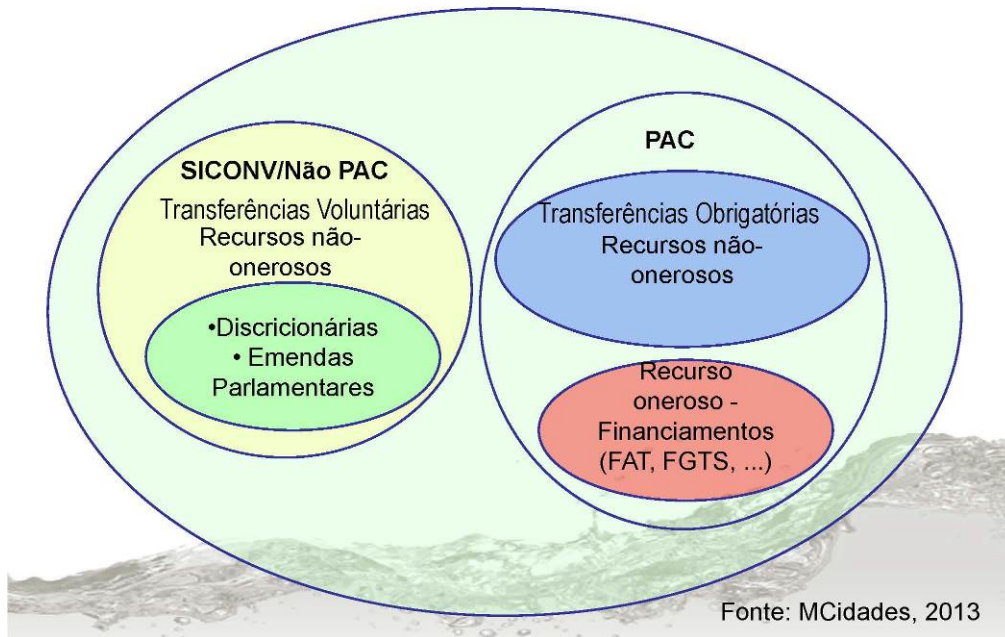 SICONV/Não PAC
Transferências Voluntárias
Recursos não-
onerosos
•Discricionárias
• Emendas
Parlamentares
PAC
Transferências Obrigatórias
Recursos não-
onerosos
Recurso
oneroso -
Financiamentos
(FAT, FGTS, ...)
Fonte: MCidades, 2013